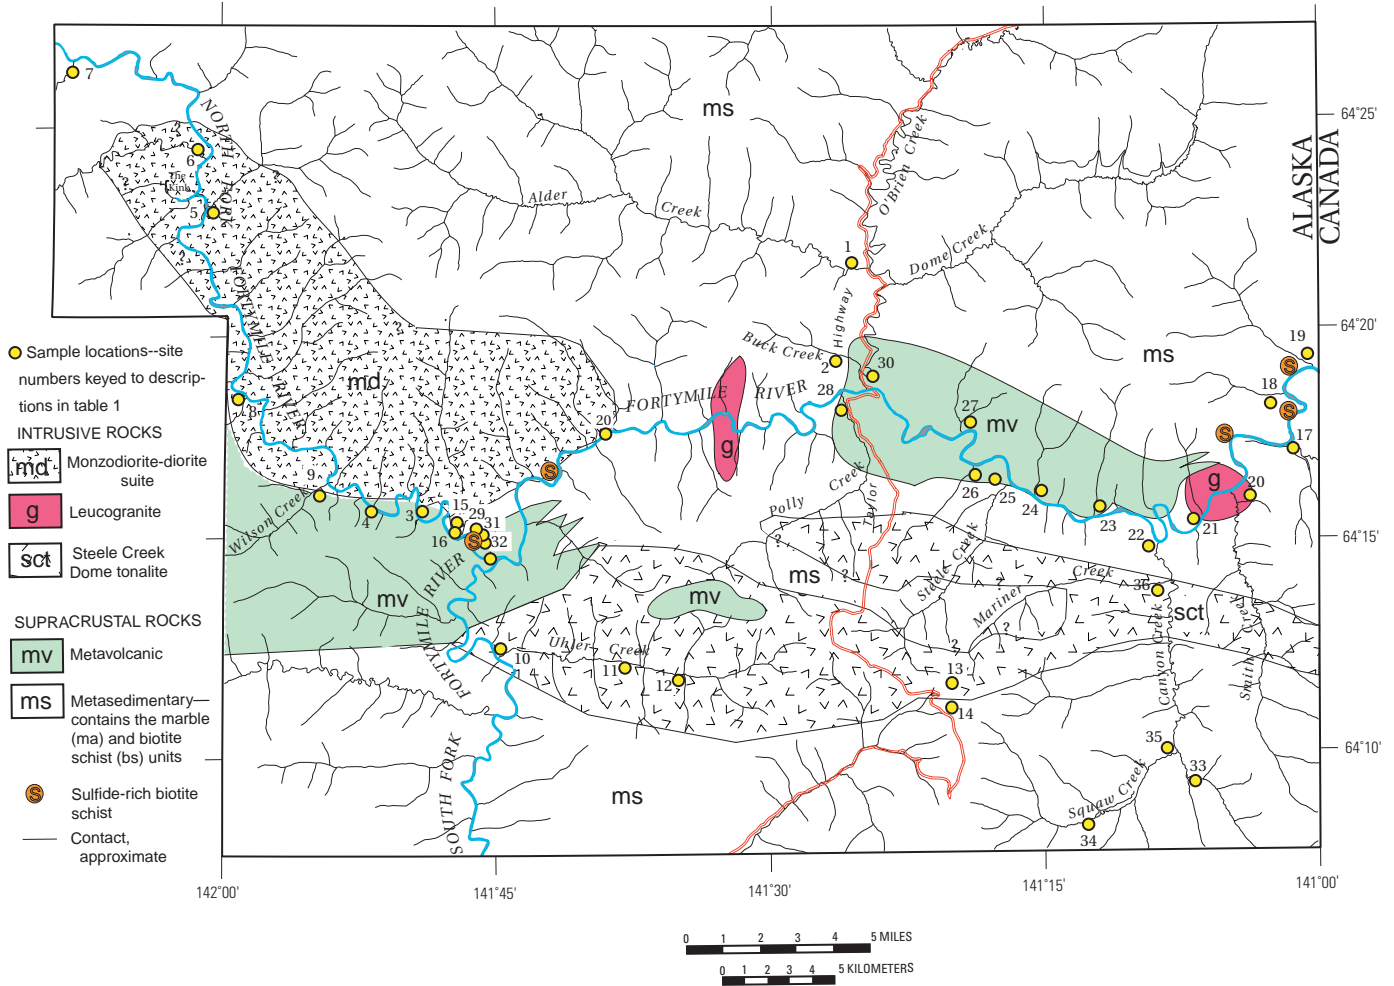 7
NORTH
FORK
FORTYMILE
RIVER
6
The
Kink
5
ms
Alder
Creek
O'Brien Creek
Dome Creek
1
64°25'
ALASKA
CANADA
64°20'
19
S
18
S
S
17
ms
Highway
Buck Creek
2
30
28
27
mv
FORTYMILE
RIVER
g
20
S
md
8
9
Wilson Creek
4
3
15
29
31
16
S
32
26
25
24
23
22
21
g
20
64°15'
Polly
Creek
Taylor
?
ms
?
Steele Creek
?
Mariner
Creek
?
?
36
sct
Canyon Creek
Smith
Creek
mv
mv
FORTYMILE RIVER
Uhler
Creek
10
11
12
13
14
SOUTH FORK
ms
35
33
Squaw Creek
34
64°10'
142°00'
141°45'
141°30'
141°15'
141°00'
Sample locations--site
numbers keyed to descrip-
tions in table 1
INTRUSIVE ROCKS
md Monzodiorite-diorite
suite
g Leucogranite
sct Steele Creek
Dome tonalite
SUPRACRUSTAL ROCKS
mv Metavolcanic
ms Metasedimentary—
contains the marble
(ma) and biotite
schist (bs) units
S Sulfide-rich biotite
schist
Contact,
approximate
0 1 2 3 4 5 MILES
0 1 2 3 4 5 KILOMETERS